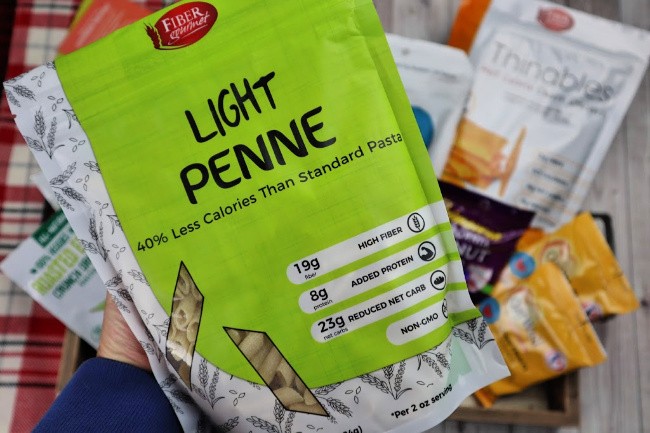 FIBER
gourmet
LIGHT
PENNE
40% Less Calories Than Standard Pasta
19g HIGH FIBER
fiber
8g ADDED PROTEIN
protein
23g REDUCED NET CARB
net carbs
NON-GMO
*Per 2 oz serving
Thinables